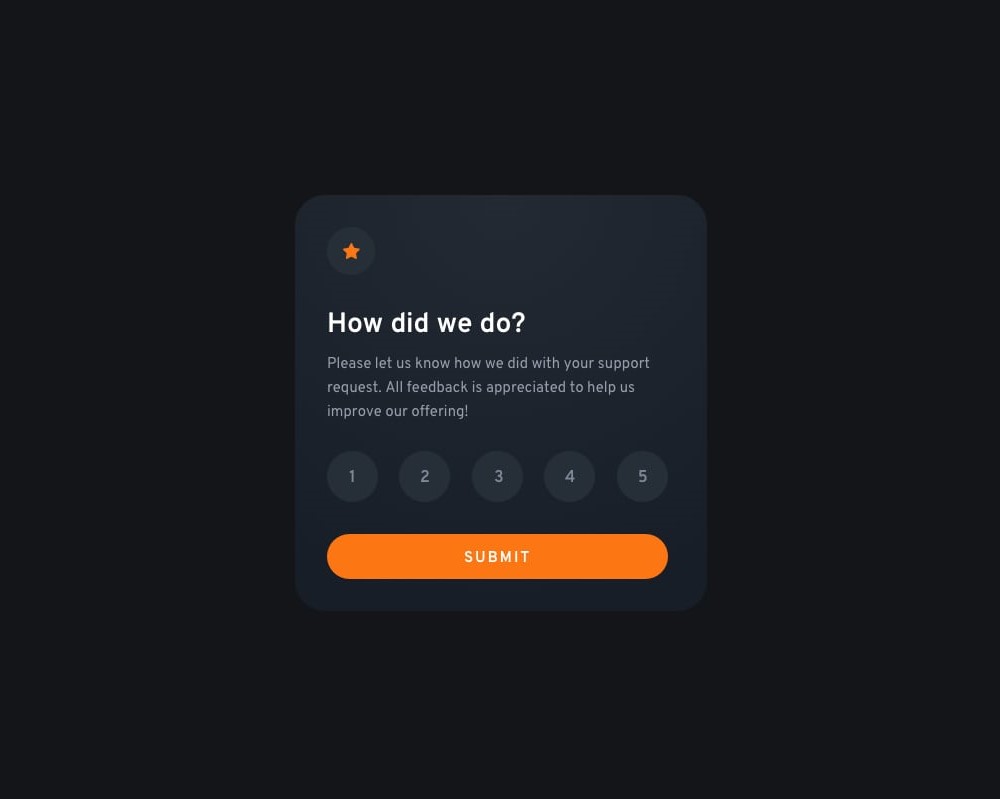 How did we do?
Please let us know how we did with your support
request. All feedback is appreciated to help us
improve our offering!
1 2 3 4 5
SUBMIT